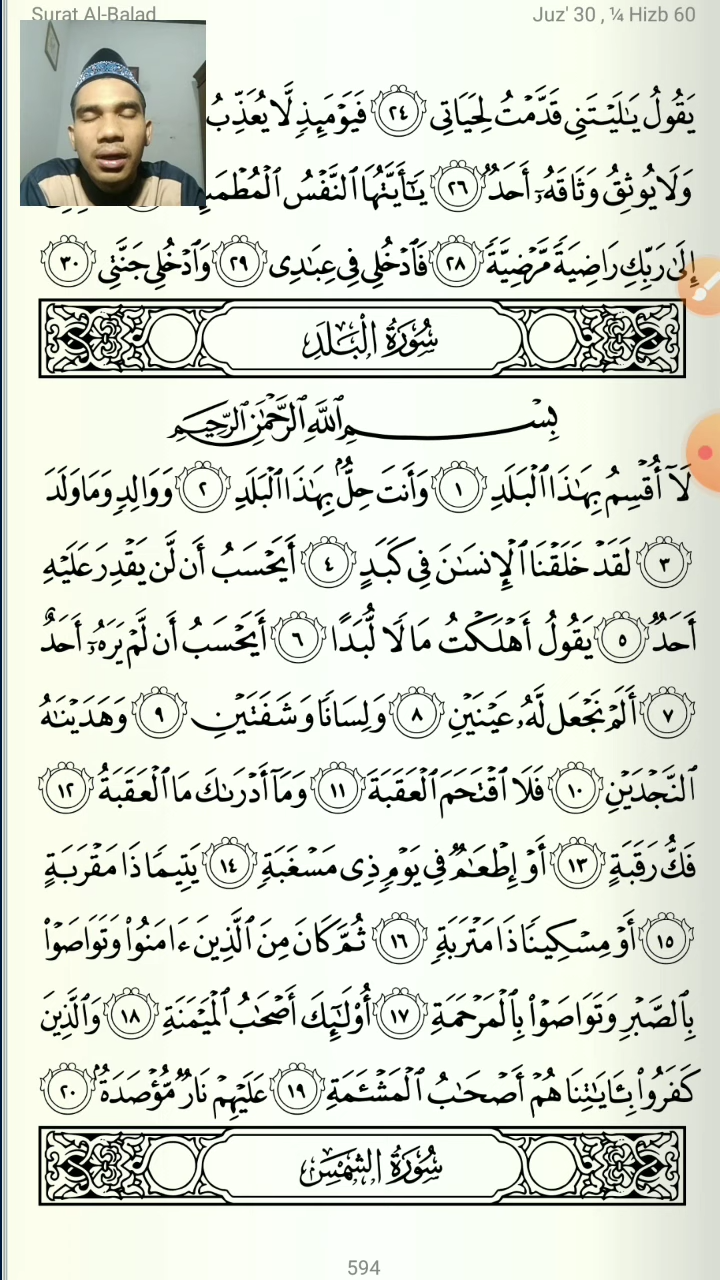 Surat Al-Balad
Juz' 30 , ¼ Hizb 60
يَقُولُ يَٰلَيْتَنِى قَدَّمْتُ لِحَيَاتِى ٢٤ فَيَوْمَئِذٍ لَّا يُعَذِّبُ
وَلَا يُوثِقُ وَثَاقَهُۥٓ أَحَدٌ ٢٦ يَٰٓأَيَّتُهَا ٱلنَّفْسُ
إِلَىٰ رَبِّكِ رَاضِيَةً مَّرْضِيَّةً ٢٨ فَٱدْخُلِى فِى عِبَٰدِى ٢٩ وَٱدْخُلِى جَنَّتِى ٣٠
سُورَةُ الْبَلَدِ
بِسْمِ ٱللَّهِ ٱلرَّحْمَٰنِ ٱلرَّحِيمِ
لَآ أُقْسِمُ بِهَٰذَا ٱلْبَلَدِ ١ وَأَنتَ حِلٌّۢ بِهَٰذَا ٱلْبَلَدِ ٢ وَوَالِدٍ وَمَا وَلَدَ
٣ لَقَدْ خَلَقْنَا ٱلْإِنسَٰنَ فِى كَبَدٍ ٤ أَيَحْسَبُ أَن لَّن يَقْدِرَ عَلَيْهِ
أَحَدٌ ٥ يَقُولُ أَهْلَكْتُ مَالًا لُّبَدًا ٦ أَيَحْسَبُ أَن لَّمْ يَرَهُۥٓ أَحَدٌ
٧ أَلَمْ نَجْعَل لَّهُۥ عَيْنَيْنِ ٨ وَلِسَانًا وَشَفَتَيْنِ ٩ وَهَدَيْنَٰهُ
ٱلنَّجْدَيْنِ ١٠ فَلَا ٱقْتَحَمَ ٱلْعَقَبَةَ ١١ وَمَآ أَدْرَىٰكَ مَا ٱلْعَقَبَةُ ١٢
فَكُّ رَقَبَةٍ ١٣ أَوْ إِطْعَٰمٌ فِى يَوْمٍ ذِى مَسْغَبَةٍ ١٤ يَتِيمًا ذَا مَقْرَبَةٍ
١٥ أَوْ مِسْكِينًا ذَا مَتْرَبَةٍ ١٦ ثُمَّ كَانَ مِنَ ٱلَّذِينَ ءَامَنُوا۟ وَتَوَاصَوْا۟
بِٱلصَّبْرِ وَتَوَاصَوْا۟ بِٱلْمَرْحَمَةِ ١٧ أُو۟لَٰٓئِكَ أَصْحَٰبُ ٱلْمَيْمَنَةِ ١٨ وَٱلَّذِينَ
كَفَرُوا۟ بِـَٔايَٰتِنَا هُمْ أَصْحَٰبُ ٱلْمَشْـَٔمَةِ ١٩ عَلَيْهِمْ نَارٌ مُّؤْصَدَةٌۢ ٢٠
سُورَةُ الشَّمْسِ
594